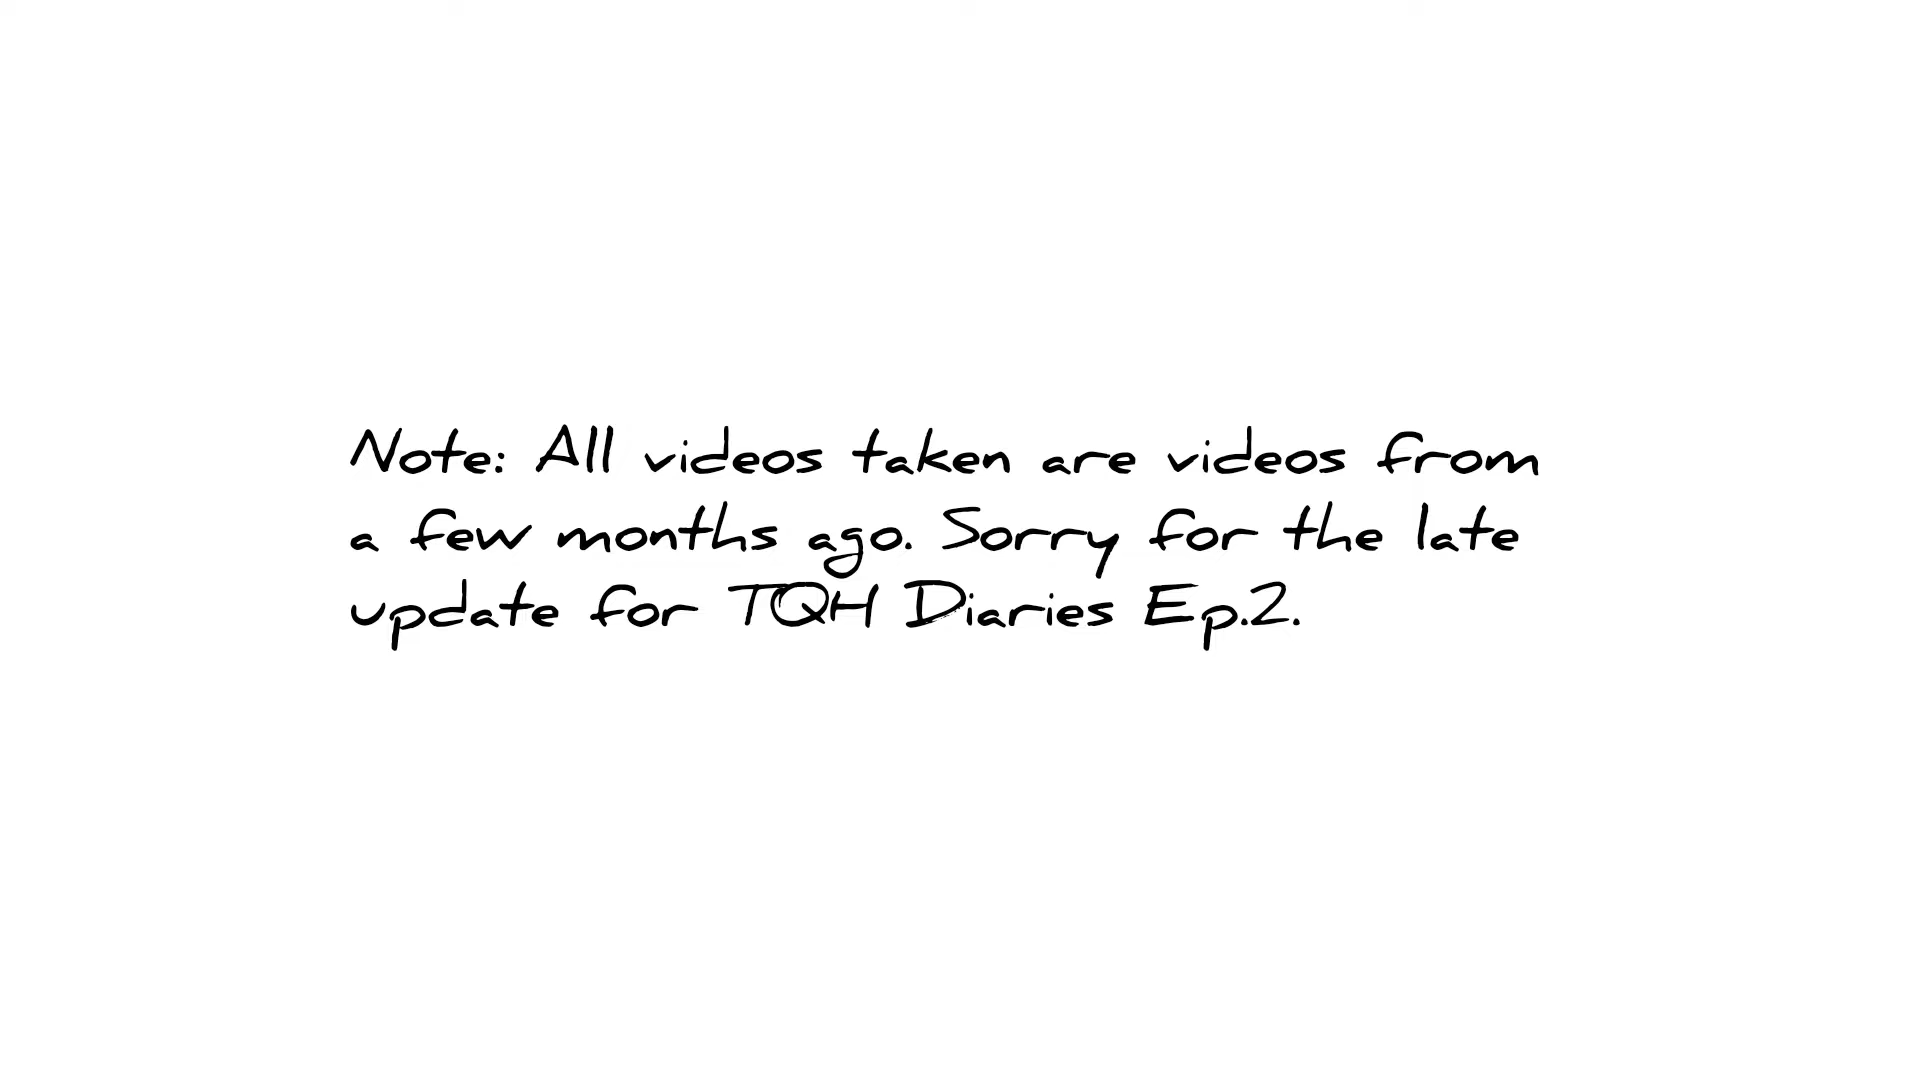 Note: All videos taken are videos from
a few months ago. Sorry for the late
update for TQH Diaries Ep.2.